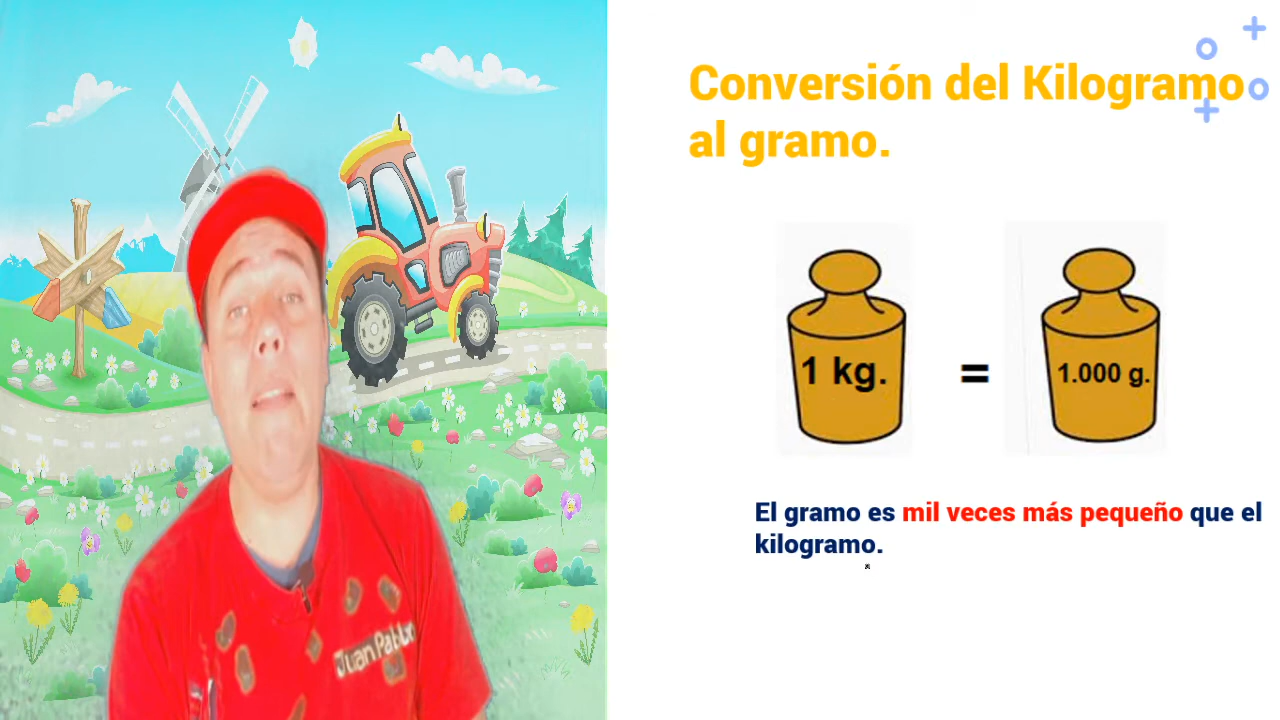 Conversión del Kilogramo
al gramo.
1 kg.
=
1.000 g.
El gramo es mil veces más pequeño que el
kilogramo.
Juan Pablo